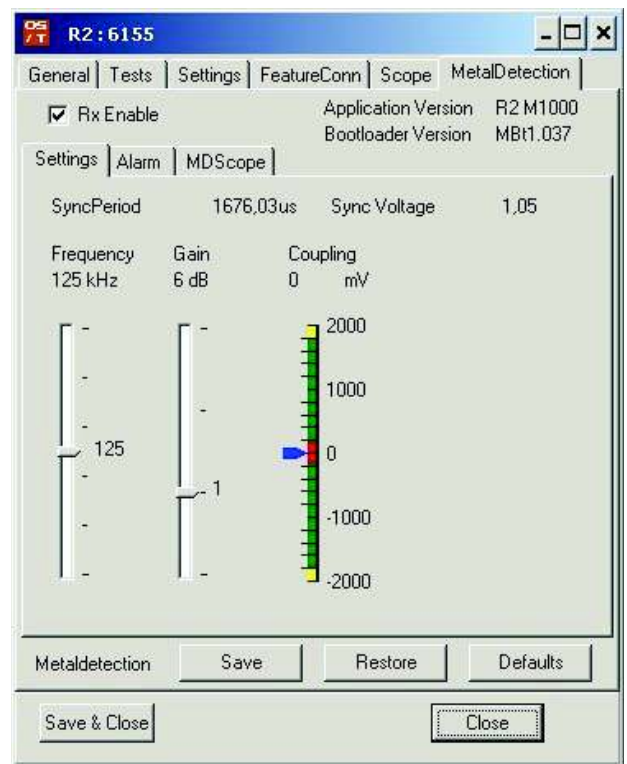 OS/T R2:6155
General Tests Settings FeatureConn Scope MetalDetection
Rx Enable Application Version R2 M1000
Bootloader Version MBt1.037
Settings Alarm MDScope
SyncPeriod 1676,03us Sync Voltage 1,05
Frequency Gain Coupling
125 kHz 6 dB 0 mV
2000
1000
125 0
1
-1000
-2000
Metaldetection Save Restore Defaults
Save & Close Close